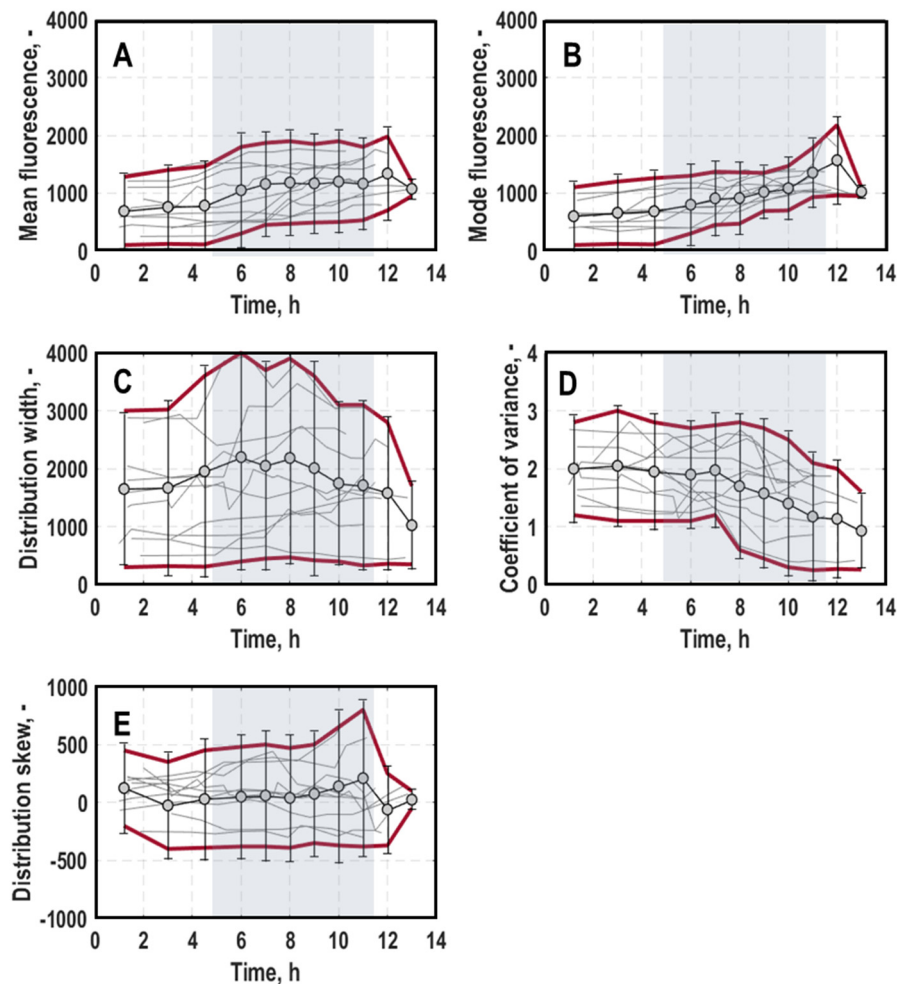 A
Mean fluorescence, -
4000
3000
2000
1000
0
0 2 4 6 8 10 12 14
Time, h
B
Mode fluorescence, -
4000
3000
2000
1000
0
0 2 4 6 8 10 12 14
Time, h
C
Distribution width, -
4000
3000
2000
1000
0
0 2 4 6 8 10 12 14
Time, h
D
Coefficient of variance, -
4
3
2
1
0
0 2 4 6 8 10 12 14
Time, h
E
Distribution skew, -
1000
500
0
-500
-1000
0 2 4 6 8 10 12 14
Time, h